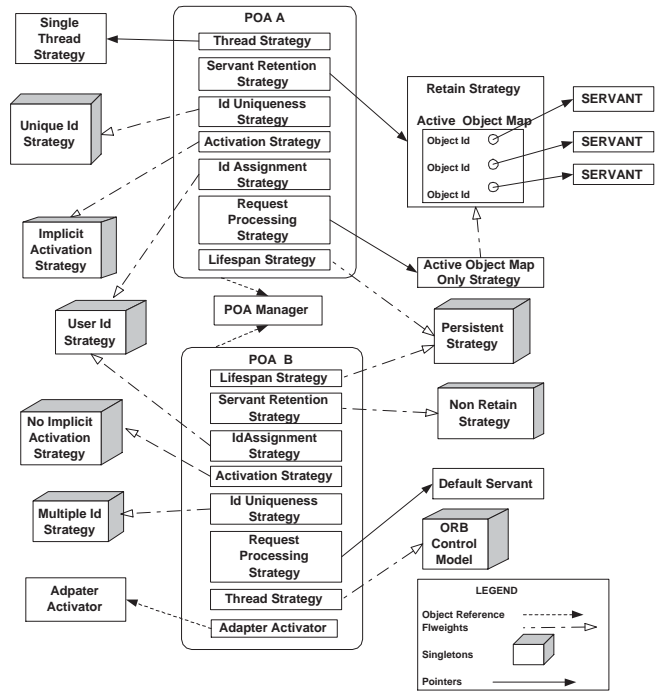 POA A
Single
Thread
Strategy
Thread Strategy
Servant Retention
Strategy
Id Uniqueness
Strategy
Activation Strategy
Id Assignment
Strategy
Request
Processing
Strategy
Lifespan Strategy
Unique Id
Strategy
Implicit
Activation
Strategy
User Id
Strategy
Retain Strategy
Active Object Map
Object Id
Object Id
Object Id
SERVANT
SERVANT
SERVANT
Active Object Map
Only Strategy
POA Manager
Persistent
Strategy
POA B
Lifespan Strategy
Servant Retention
Strategy
IdAssignment
Strategy
Activation Strategy
Id Uniqueness
Strategy
Request
Processing
Strategy
Thread Strategy
Adapter Activator
No Implicit
Activation
Strategy
Multiple Id
Strategy
Adpater
Activator
Non Retain
Strategy
Default Servant
ORB
Control
Model
LEGEND
Object Reference
Flweights
Singletons
Pointers